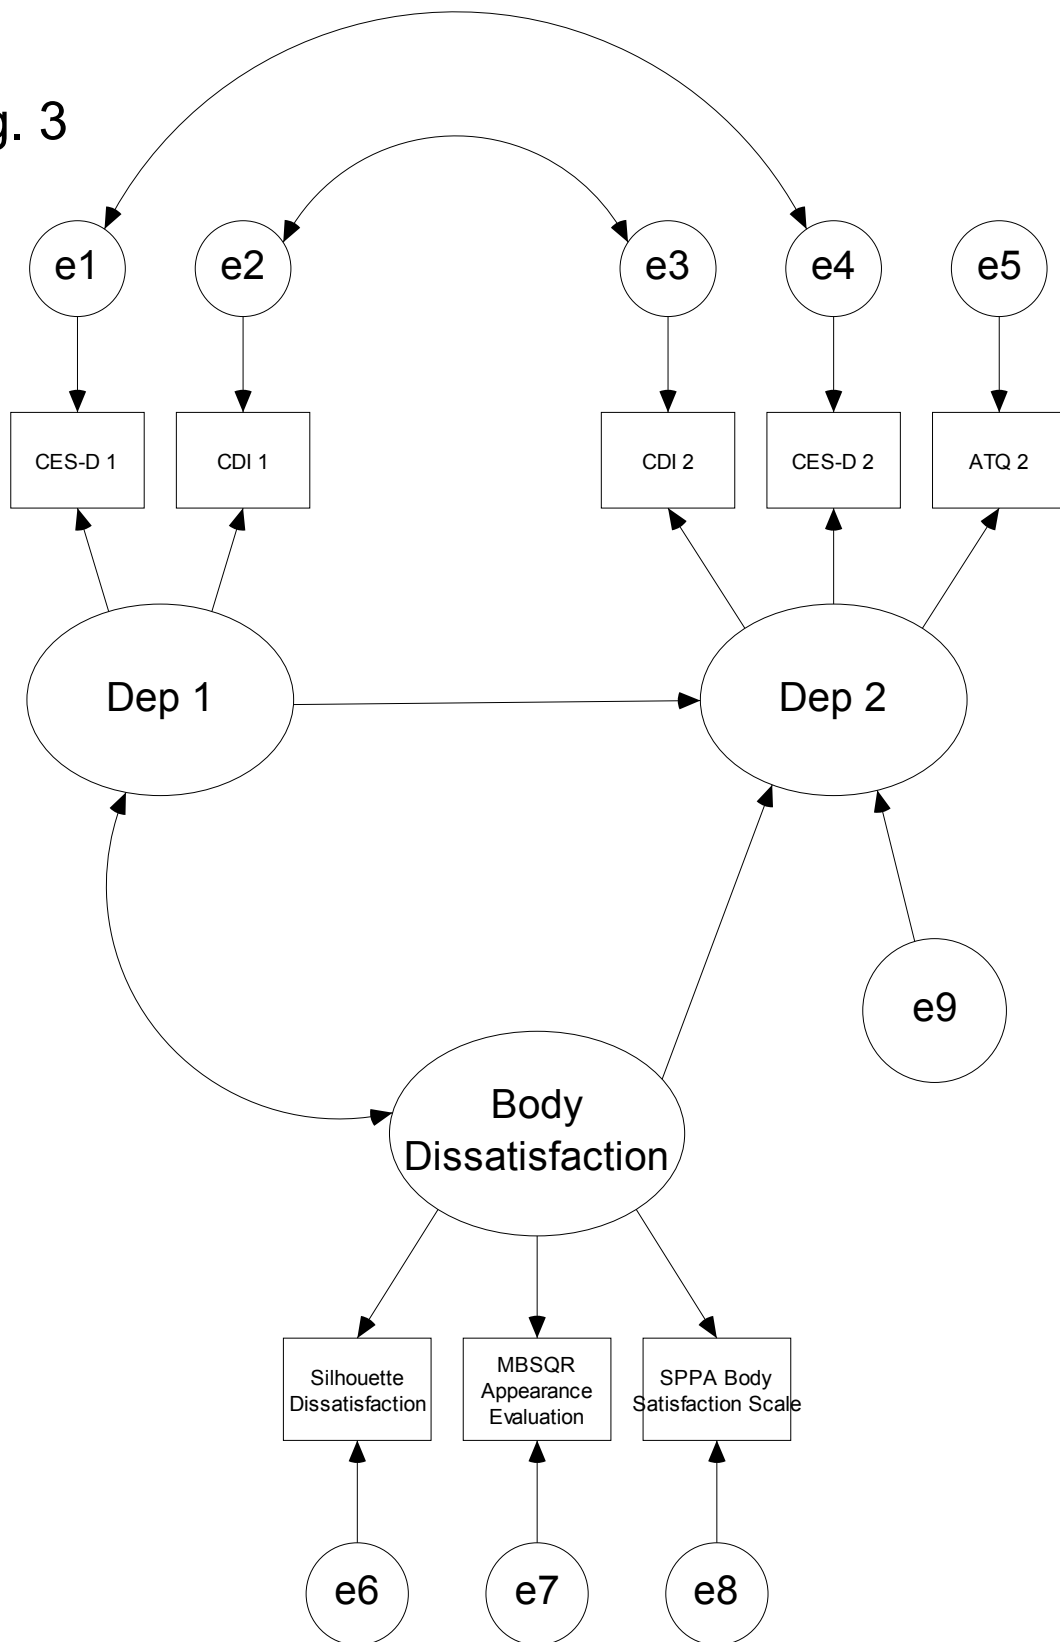 g. 3
e1
e2
e3
e4
e5
CES-D 1
CDI 1
CDI 2
CES-D 2
ATQ 2
Dep 1
Dep 2
e9
Body
Dissatisfaction
Silhouette
Dissatisfaction
MBSQR
Appearance
Evaluation
SPPA Body
Satisfaction Scale
e6
e7
e8